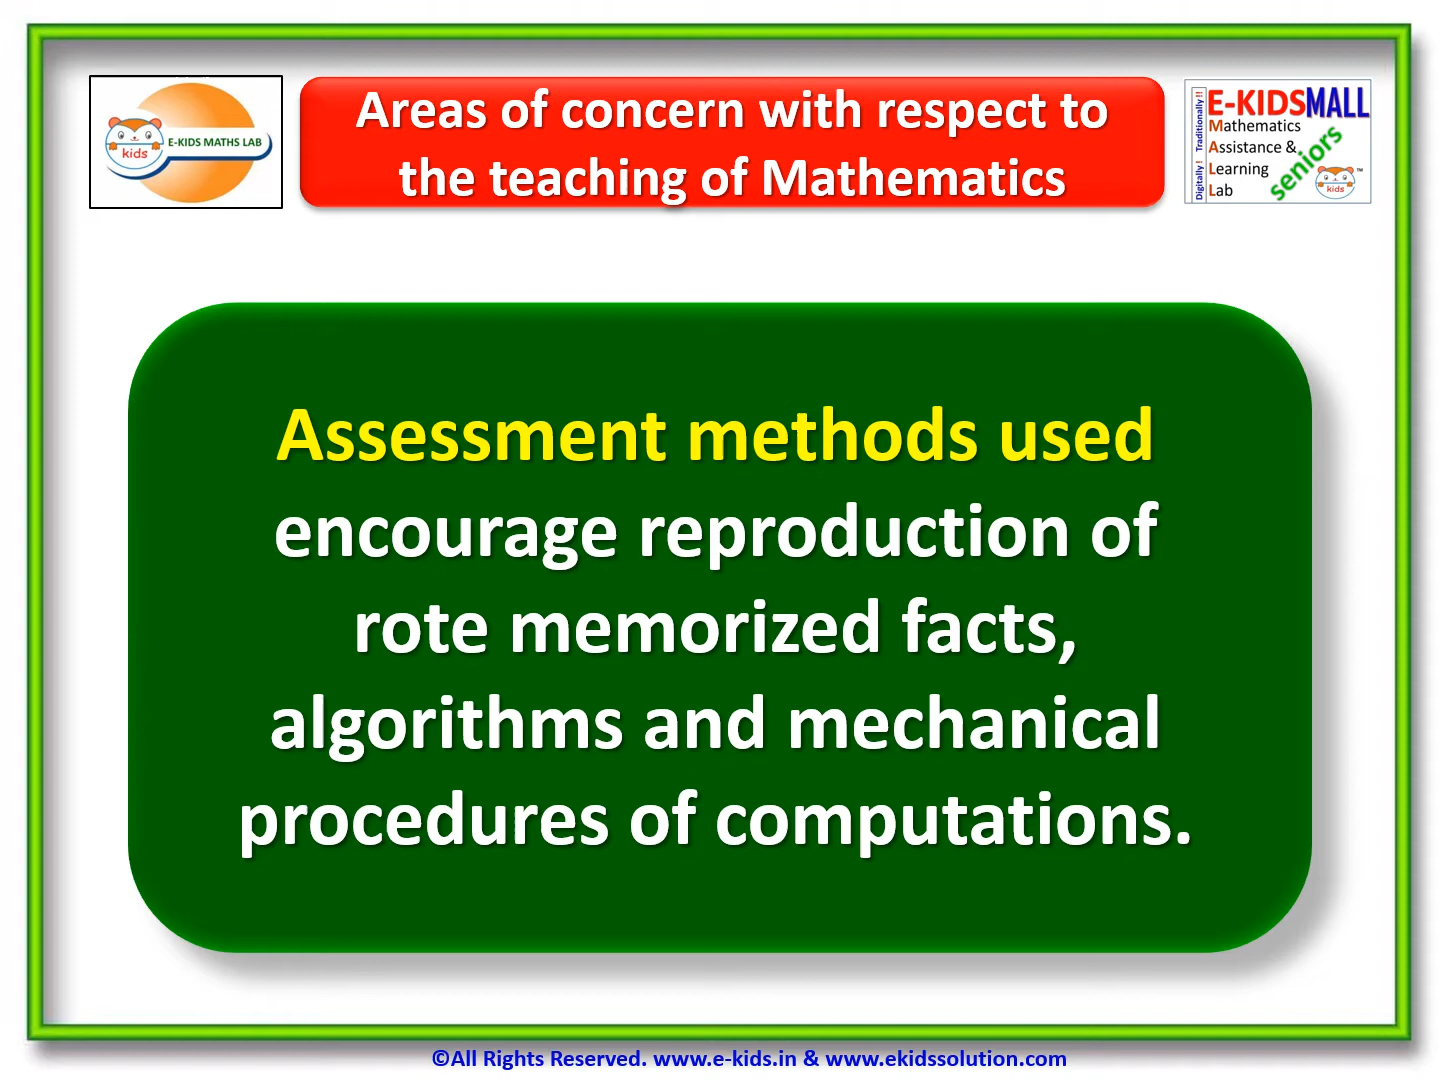 kids
E-KIDS MATHS LAB
Areas of concern with respect to
the teaching of Mathematics
Digitally! Traditionally!!
E-KIDSMALL
Mathematics
Assistance &
Learning
Lab
seniors
kids
™
Assessment methods used
encourage reproduction of
rote memorized facts,
algorithms and mechanical
procedures of computations.
©All Rights Reserved. www.e-kids.in & www.ekidssolution.com